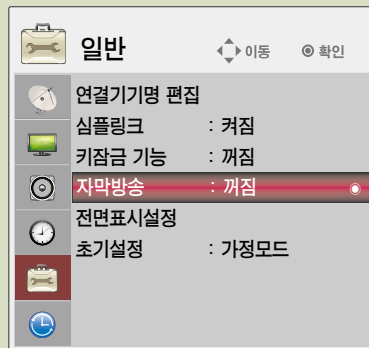 일반 이동 확인
연결기기명 편집
심플링크 : 켜짐
키잠금 기능 : 꺼짐
자막방송 : 꺼짐
전면표시설정
초기설정 : 가정모드